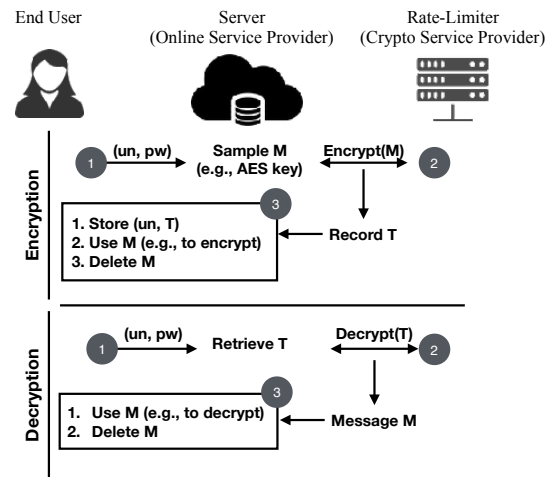 End User
Server
(Online Service Provider)
Rate-Limiter
(Crypto Service Provider)
Encryption
1
(un, pw)
Sample M
(e.g., AES key)
Encrypt(M)
2
3
1. Store (un, T)
2. Use M (e.g., to encrypt)
3. Delete M
Record T
Decryption
1
(un, pw)
Retrieve T
Decrypt(T)
2
3
1. Use M (e.g., to decrypt)
2. Delete M
Message M